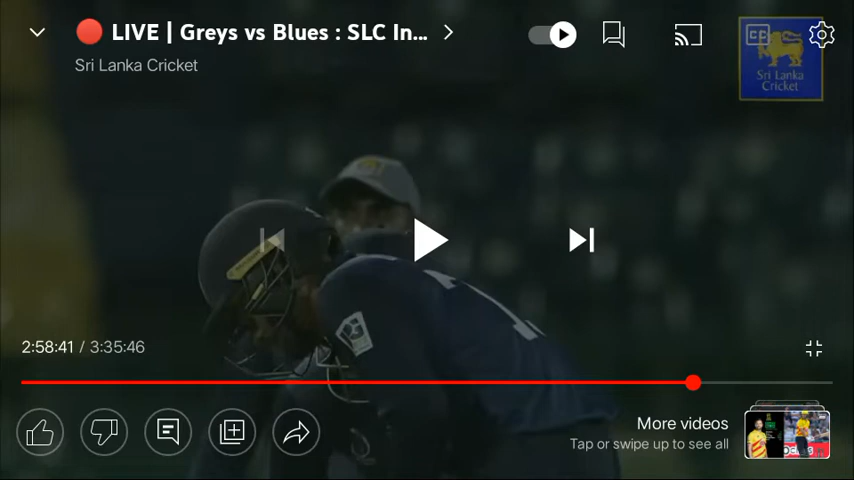 LIVE | Greys vs Blues : SLC In...
Sri Lanka Cricket
CC
Sri Lanka
Cricket
2:58:41 / 3:35:46
More videos
Tap or swipe up to see all